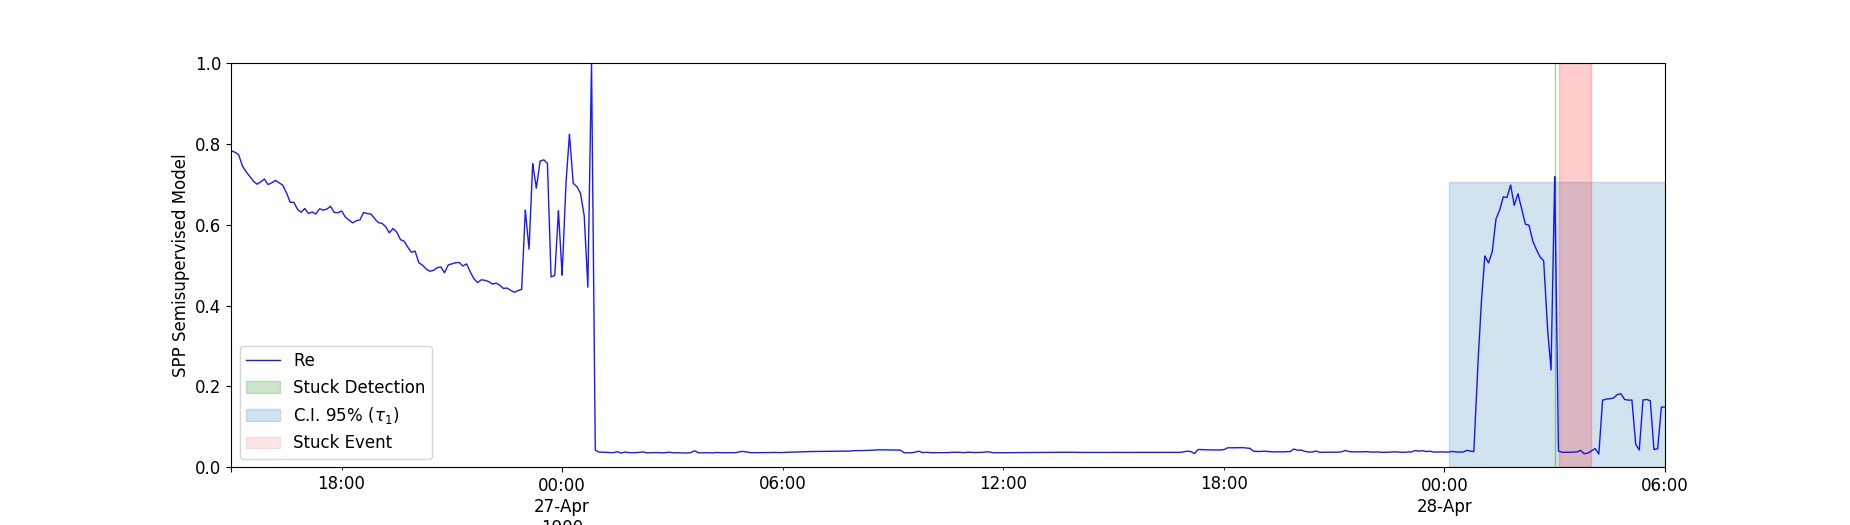 1.0
0.8
0.6
0.4
0.2
0.0
SPP Semisupervised Model
Re
Stuck Detection
C.I. 95% (τ₁)
Stuck Event
18:00
00:00
27-Apr
1900
06:00
12:00
18:00
00:00
28-Apr
06:00